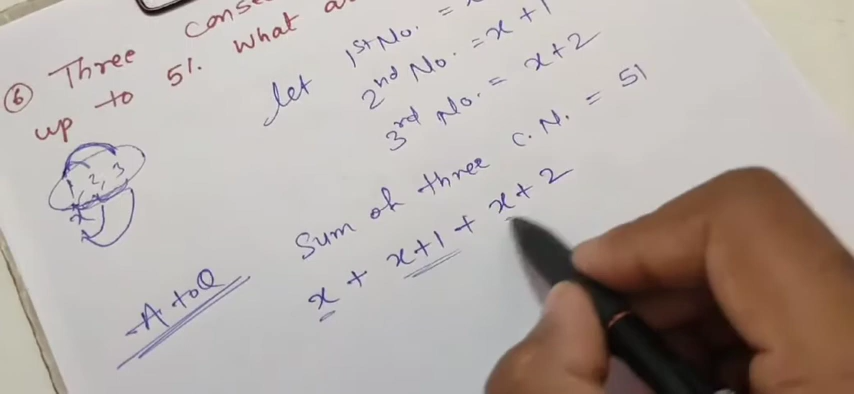 ⑥ Three conse
up to 51. What a
let 1st No. =
2nd No. = x + 1
3rd No. = x + 2
1, 2, 3
Sum of three C.N. = 51
A to Q x + x + 1 + x + 2